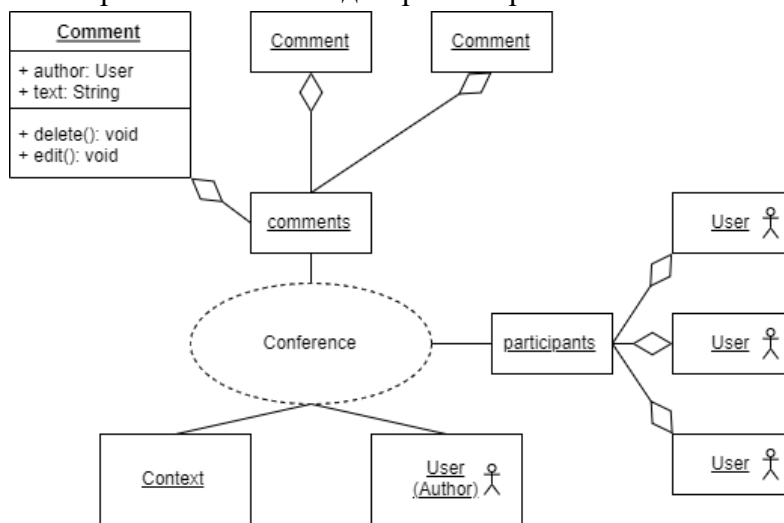 Comment
+ author: User
+ text: String
+ delete(): void
+ edit(): void
Comment
Comment
comments
Conference
participants
User
User
User
Context
User
(Author)